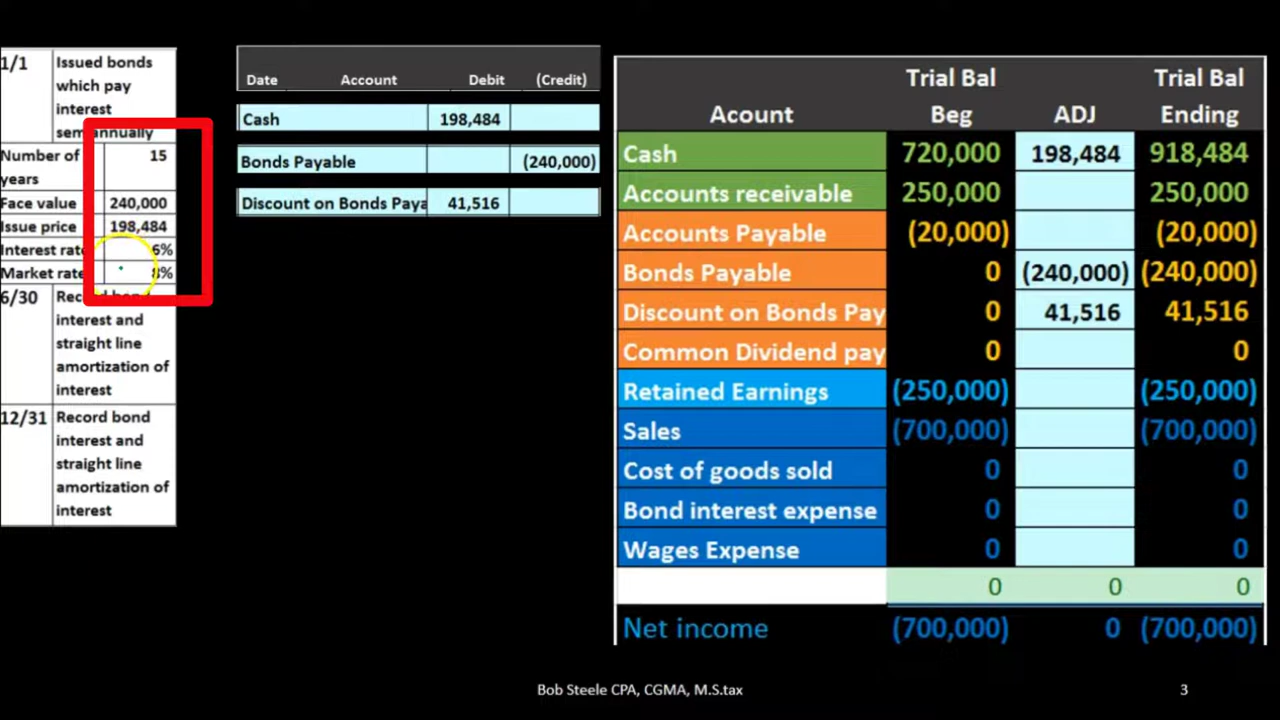 1/1 Issued bonds
which pay
interest
semiannually
Number of 15
years
Face value 240,000
Issue price 198,484
Interest rate 6%
Market rate 8%
6/30
interest and
straight line
amortization of
interest
12/31 Record bond
interest and
straight line
amortization of
interest
Date Account Debit (Credit)
Cash 198,484
Bonds Payable (240,000)
Discount on Bonds Paya 41,516
Trial Bal Trial Bal
Acount Beg ADJ Ending
Cash 720,000 198,484 918,484
Accounts receivable 250,000 250,000
Accounts Payable (20,000) (20,000)
Bonds Payable 0 (240,000) (240,000)
Discount on Bonds Pay 0 41,516 41,516
Common Dividend pay 0 0
Retained Earnings (250,000) (250,000)
Sales (700,000) (700,000)
Cost of goods sold 0 0
Bond interest expense 0 0
Wages Expense 0 0
0 0 0
Net income (700,000) 0 (700,000)
Bob Steele CPA, CGMA, M.S.tax 3